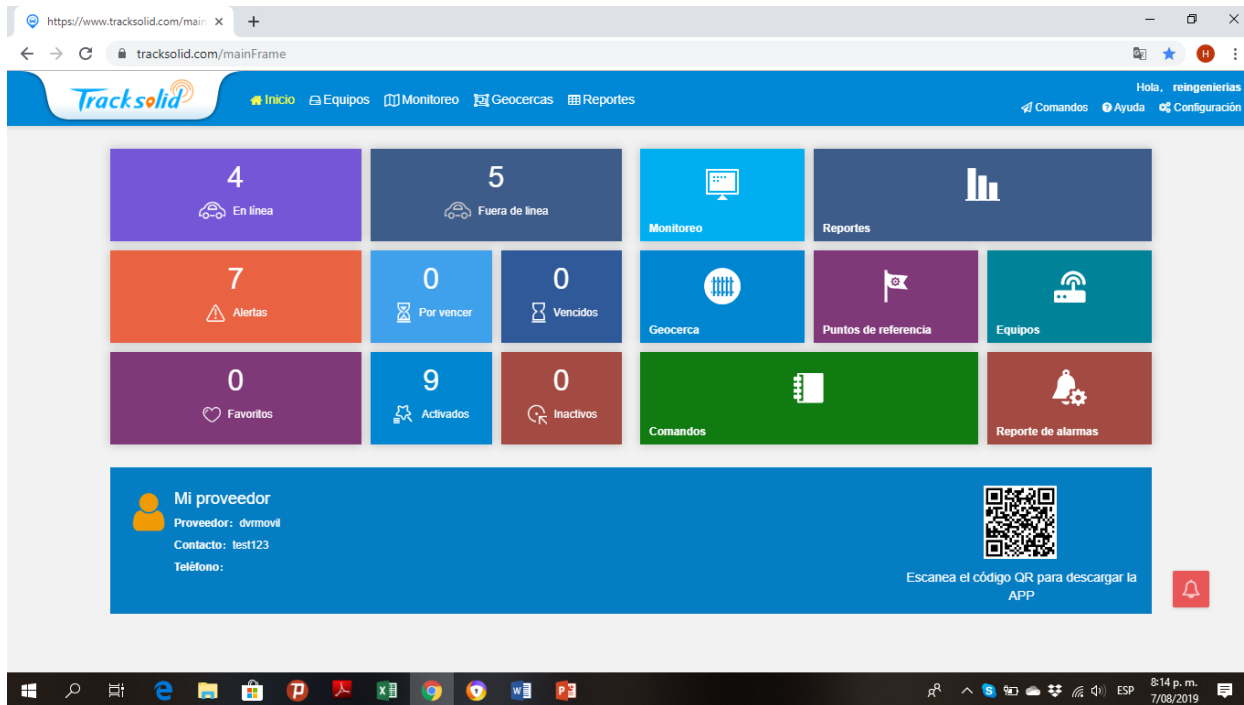 https://www.tracksolid.com/main
tracksolid.com/mainFrame
H
Tracksolid
Inicio Equipos Monitoreo Geocercas Reportes
Hola, reingenierias
Comandos Ayuda Configuración
4
En línea
5
Fuera de linea
Monitoreo
Reportes
7
Alertas
0
Por vencer
0
Vencidos
Geocerca
Puntos de referencia
Equipos
0
Favoritos
9
Activados
0
Inactivos
Comandos
Reporte de alarmas
Mi proveedor
Proveedor: dvrmovil
Contacto: test123
Teléfono:
Escanea el código QR para descargar la
APP
ESP
8:14 p. m.
7/08/2019